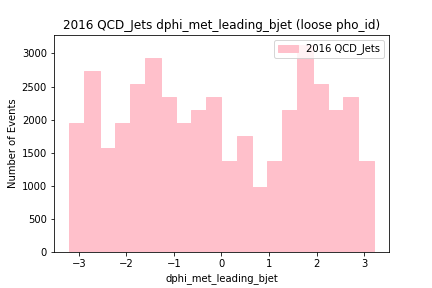 2016 QCD_Jets dphi_met_leading_bjet (loose pho_id)
2016 QCD_Jets
Number of Events
3000
2500
2000
1500
1000
500
0
−3 −2 −1 0 1 2 3
dphi_met_leading_bjet